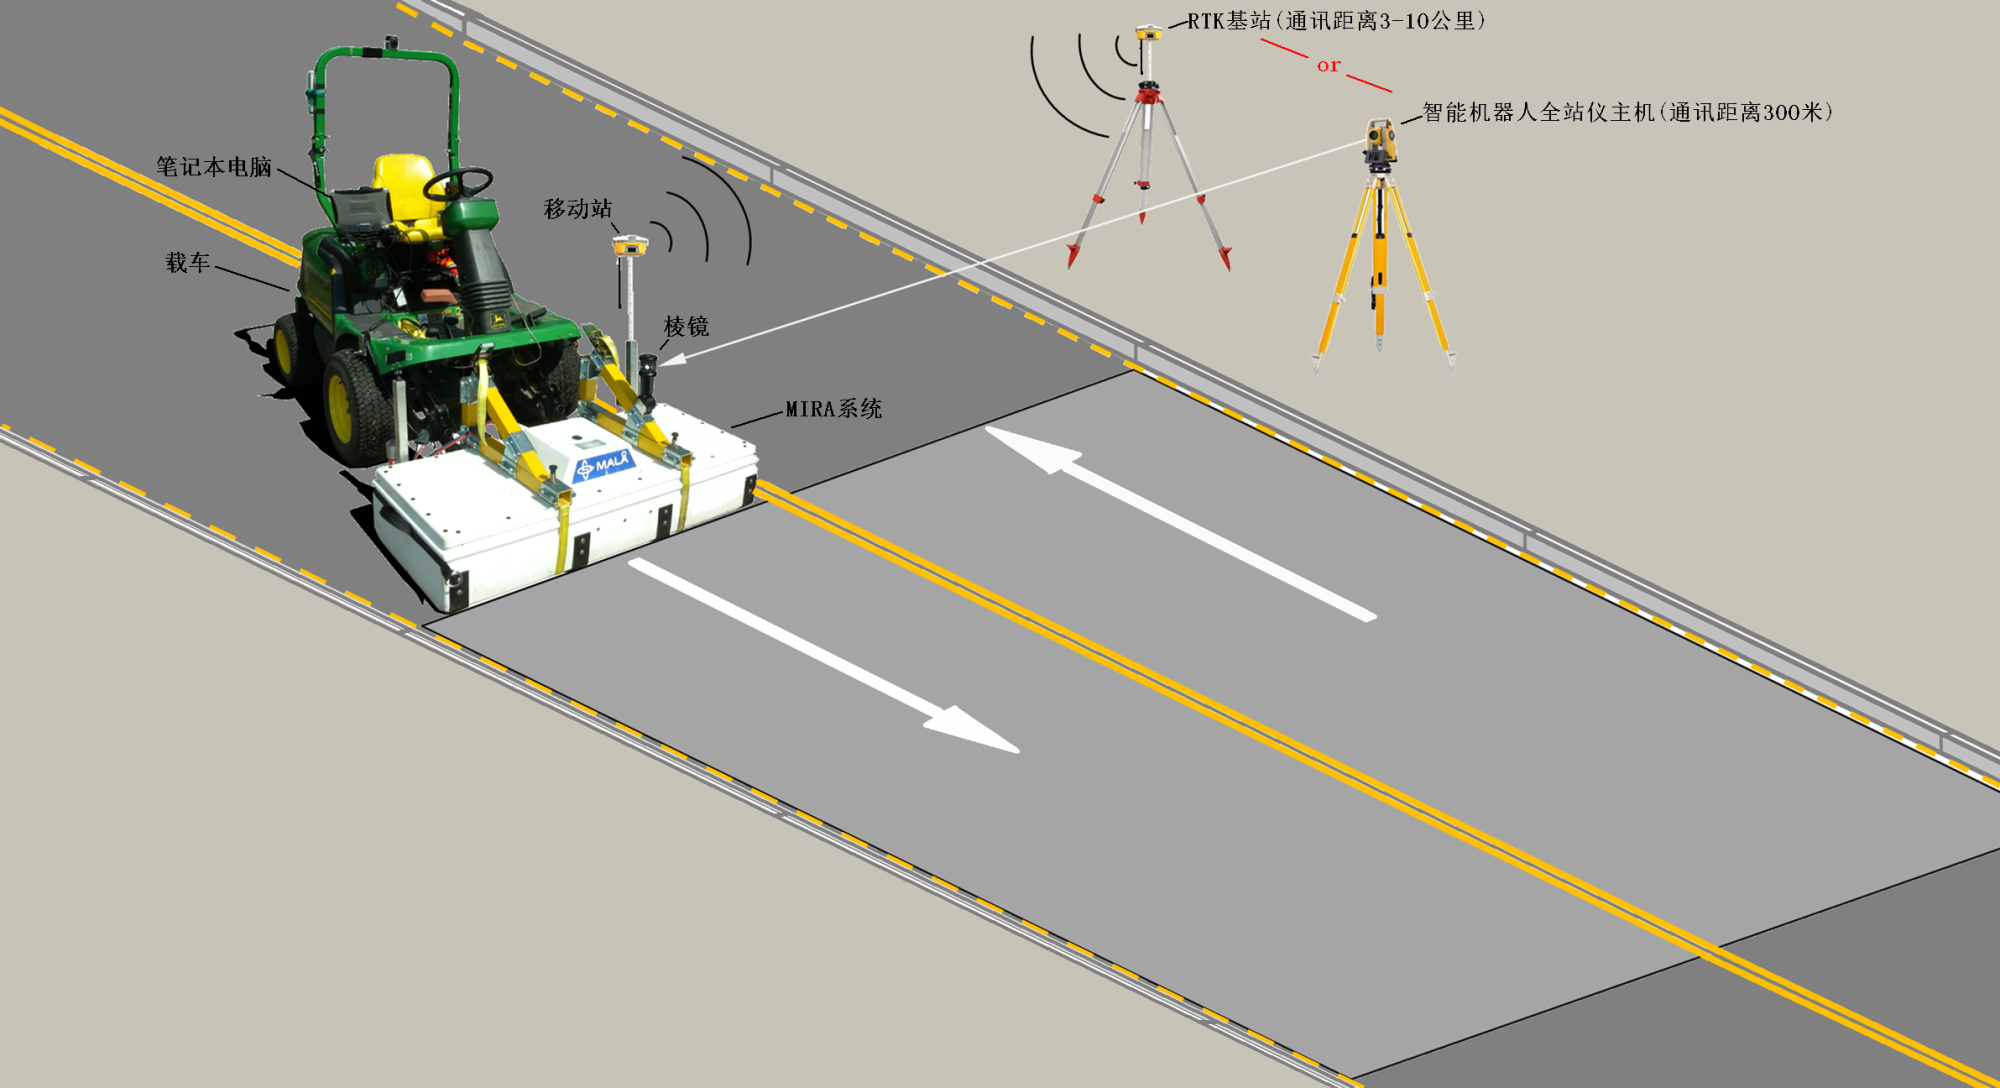 RTK基站(通讯距离3-10公里)
or
智能机器人全站仪主机(通讯距离300米)
笔记本电脑
移动站
载车
棱镜
MIRA系统
MALÅ